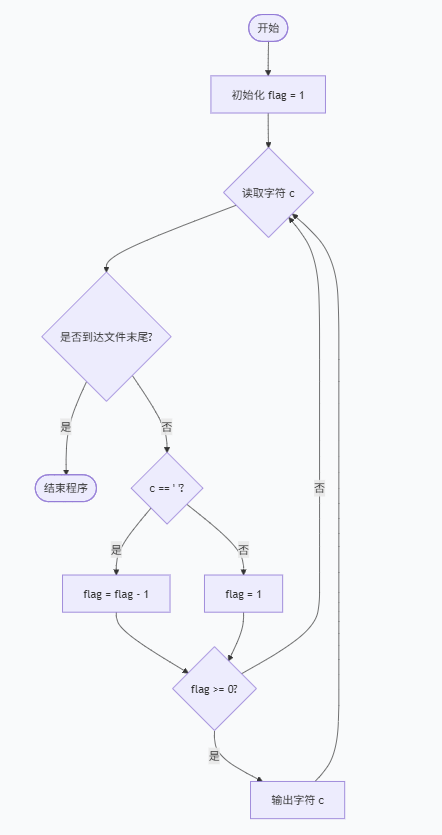 开始
初始化 flag = 1
读取字符 c
是否到达文件末尾?
是
否
结束程序
c == ' '?
否
是
否
flag = flag - 1
flag = 1
flag >= 0?
是
输出字符 c